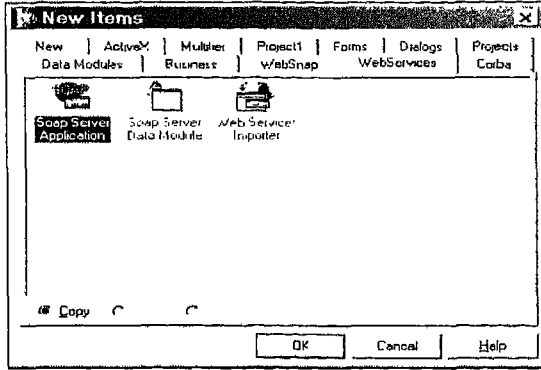 New Items
New ActiveX Multitier Project1 Forms Dialogs Projects
Data Modules Business WebSnap WebServices Corba
Soap Server Application
Soap Server Data Module
Web Services Importer
Copy
OK Cancel Help